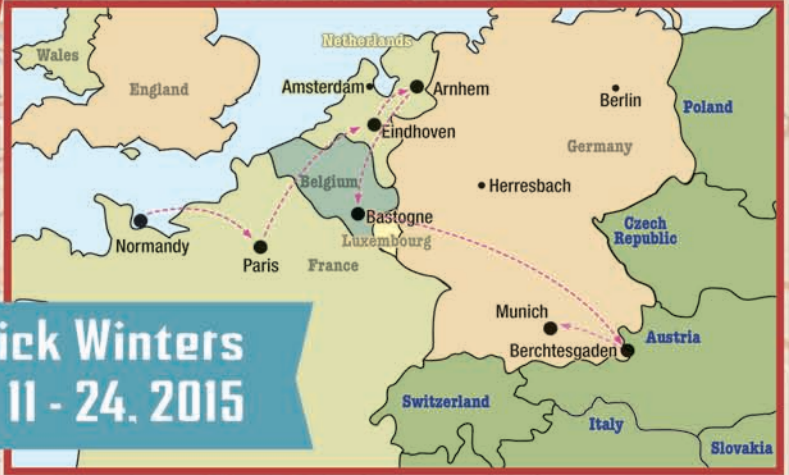 Wales
England
Netherlands
Amsterdam
Arnhem
Eindhoven
Berlin
Poland
Germany
Belgium
Herresbach
Bastogne
Luxembourg
Normandy
Paris
France
Czech
Republic
Munich
Berchtesgaden
Austria
Switzerland
Italy
Slovakia
ick Winters
11 - 24, 2015